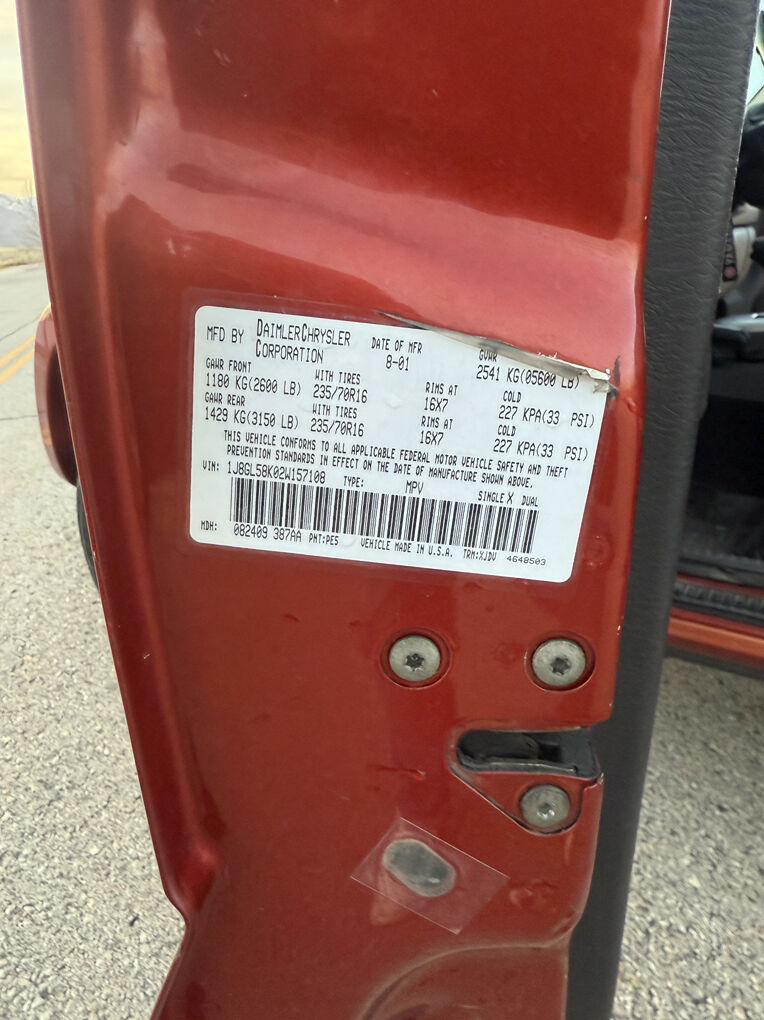 MFD BY DAIMLERCHRYSLER CORPORATION
DATE OF MFR 8-01
GVWR 2541 KG(05600 LB)
GAWR FRONT WITH TIRES RIMS AT COLD
1180 KG(2600 LB) 235/70R16 16X7 227 KPA(33 PSI)
GAWR REAR WITH TIRES RIMS AT COLD
1429 KG(3150 LB) 235/70R16 16X7 227 KPA(33 PSI)
THIS VEHICLE CONFORMS TO ALL APPLICABLE FEDERAL MOTOR VEHICLE SAFETY AND THEFT
PREVENTION STANDARDS IN EFFECT ON THE DATE OF MANUFACTURE SHOWN ABOVE.
VIN: 1J8GL58K02W157108 TYPE: MPV SINGLE X DUAL
MDH: 082409 387AA PNT:PE5 VEHICLE MADE IN U.S.A. TRM:XJDV 4648503